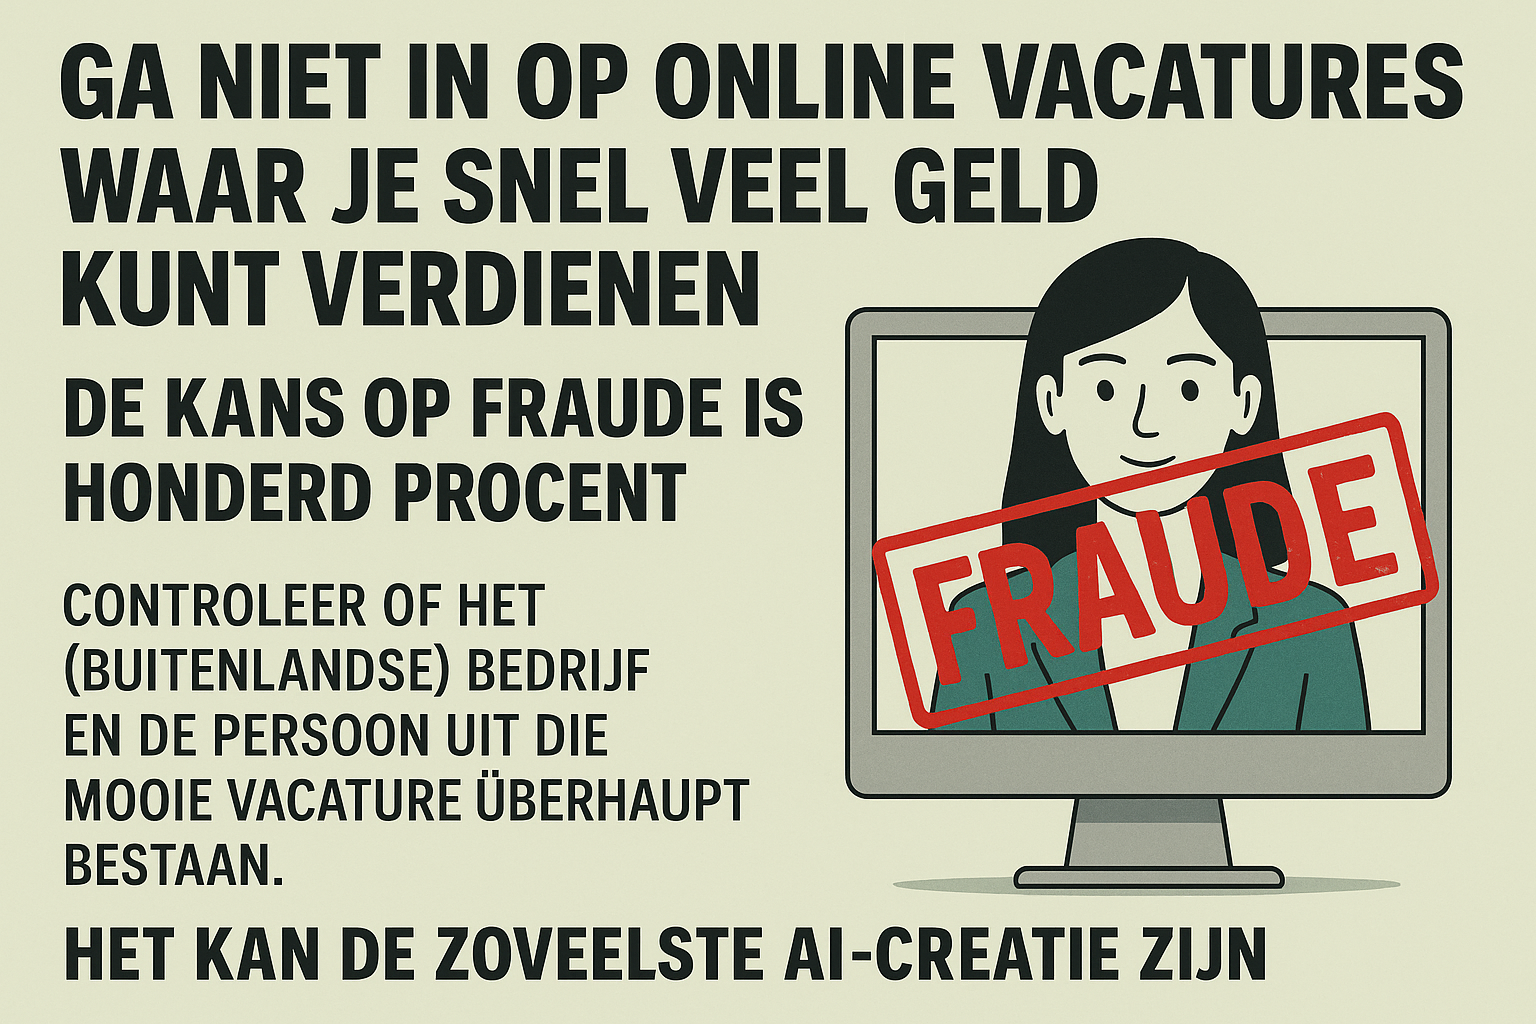 GA NIET IN OP ONLINE VACATURES
WAAR JE SNEL VEEL GELD
KUNT VERDIENEN
DE KANS OP FRAUDE IS
HONDERD PROCENT
CONTROLEER OF HET
(BUITENLANDSE) BEDRIJF
EN DE PERSOON UIT DIE
MOOIE VACATURE ÜBERHAUPT
BESTAAN.
HET KAN DE ZOVEELSTE AI-CREATIE ZIJN
FRAUDE